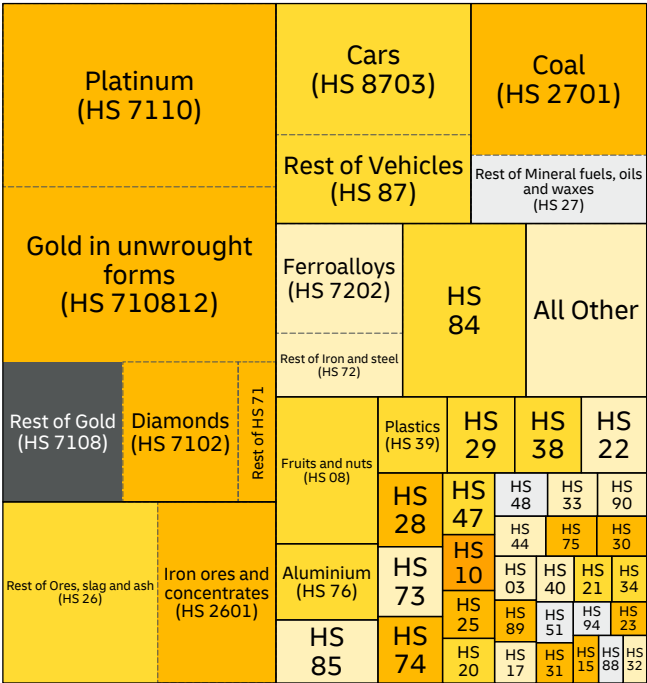 Platinum
(HS 7110)
Gold in unwrought
forms
(HS 710812)
Rest of Gold
(HS 7108)
Diamonds
(HS 7102)
Rest of HS 71
Rest of Ores, slag and ash
(HS 26)
Iron ores and
concentrates
(HS 2601)
Cars
(HS 8703)
Rest of Vehicles
(HS 87)
Coal
(HS 2701)
Rest of Mineral fuels, oils
and waxes
(HS 27)
Ferroalloys
(HS 7202)
Rest of Iron and steel
(HS 72)
HS
84
All Other
Fruits and nuts
(HS 08)
Aluminium
(HS 76)
HS
85
Plastics
(HS 39)
HS
29
HS
38
HS
22
HS
28
HS
73
HS
74
HS
47
HS
10
HS
25
HS
20
HS
48
HS
33
HS
90
HS
44
HS
75
HS
30
HS
03
HS
40
HS
21
HS
34
HS
89
HS
51
HS
94
HS
23
HS
17
HS
31
HS
15
HS
88
HS
32